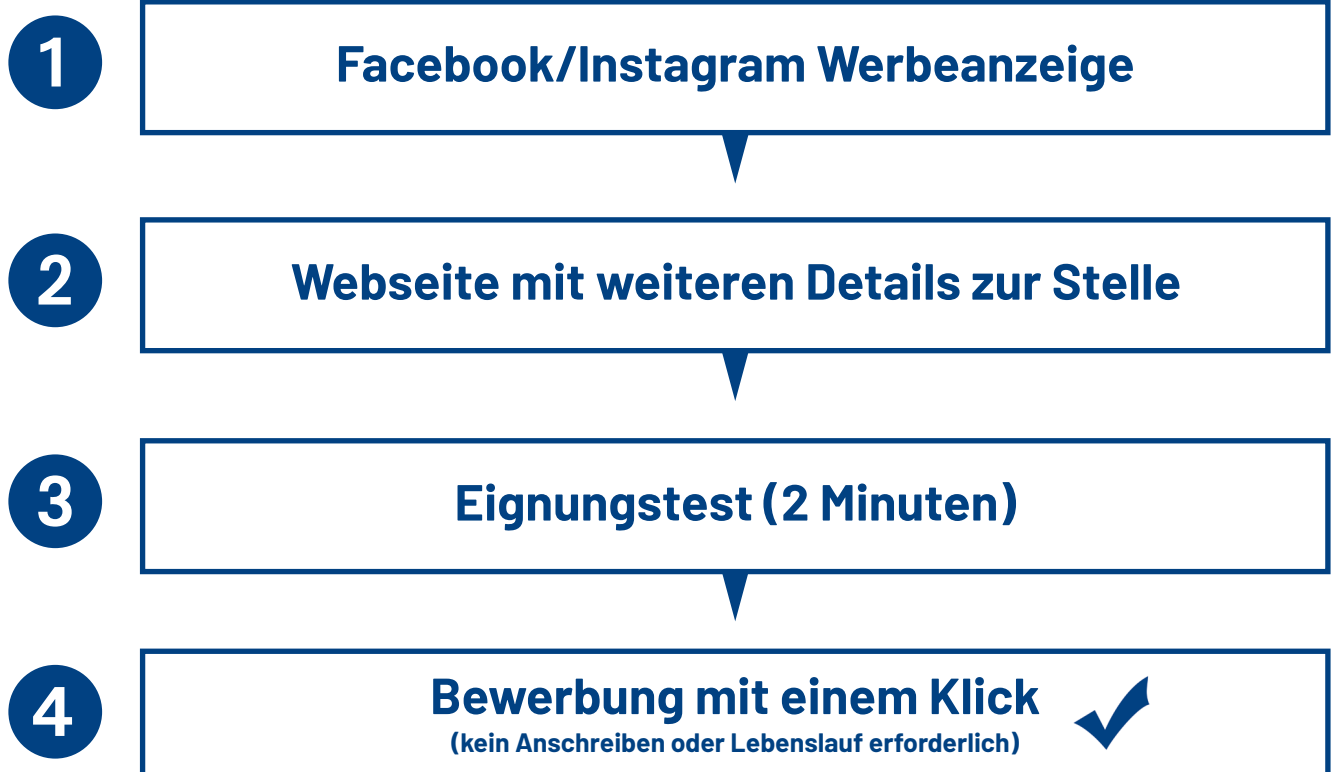 1
Facebook/Instagram Werbeanzeige
2
Webseite mit weiteren Details zur Stelle
3
Eignungstest (2 Minuten)
4
Bewerbung mit einem Klick
(kein Anschreiben oder Lebenslauf erforderlich)